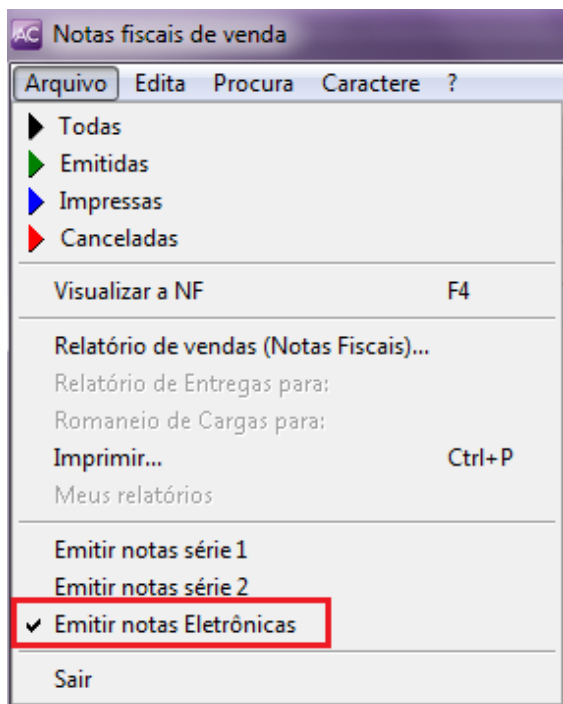 AC Notas fiscais de venda
Arquivo Edita Procura Caractere ?
Todas
Emitidas
Impressas
Canceladas
Visualizar a NF F4
Relatório de vendas (Notas Fiscais)...
Relatório de Entregas para:
Romaneio de Cargas para:
Imprimir... Ctrl+P
Meus relatórios
Emitir notas série 1
Emitir notas série 2
Emitir notas Eletrônicas
Sair